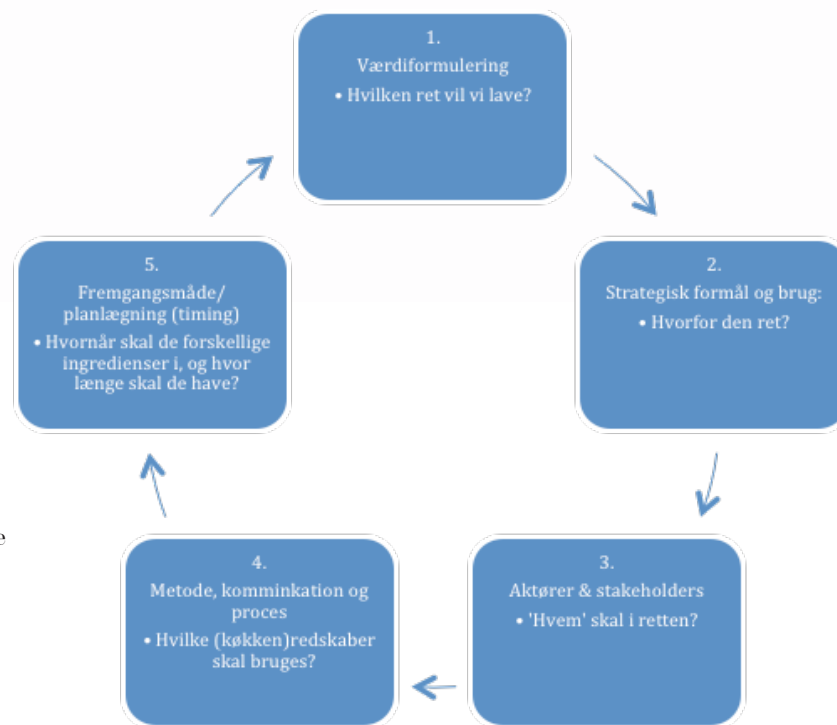 1.
Værdiformulering
• Hvilken ret vil vi lave?
2.
Strategisk formål og brug:
• Hvorfor den ret?
3.
Aktører & stakeholders
• 'Hvem' skal i retten?
4.
Metode, komminkation og
proces
• Hvilke (køkken)redskaber
skal bruges?
5.
Fremgangsmåde/
planlægning (timing)
• Hvornår skal de forskellige
ingredienser i, og hvor
længe skal de have?
e